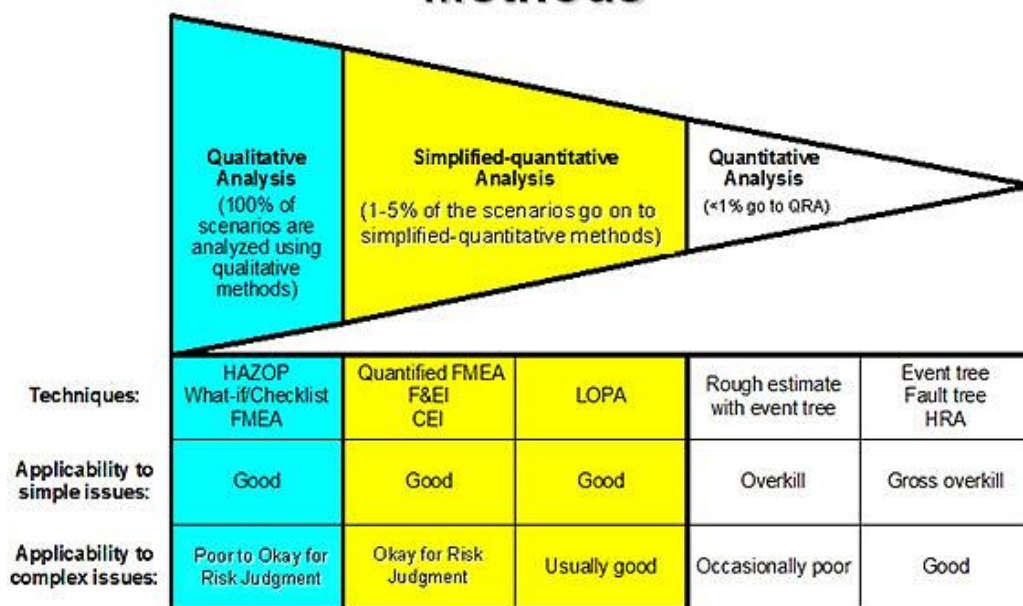 Qualitative
Analysis
(100% of
scenarios are
analyzed using
qualitative
methods)
Simplified-quantitative
Analysis
(1-5% of the scenarios go on to
simplified-quantitative methods)
Quantitative
Analysis
(<1% go to QRA)
Techniques:
HAZOP
What-if/Checklist
FMEA
Quantified FMEA
F&EI
CEI
LOPA
Rough estimate
with event tree
Event tree
Fault tree
HRA
Applicability to
simple issues:
Good
Good
Good
Overkill
Gross overkill
Applicability to
complex issues:
Poor to Okay for
Risk Judgment
Okay for Risk
Judgment
Usually good
Occasionally poor
Good